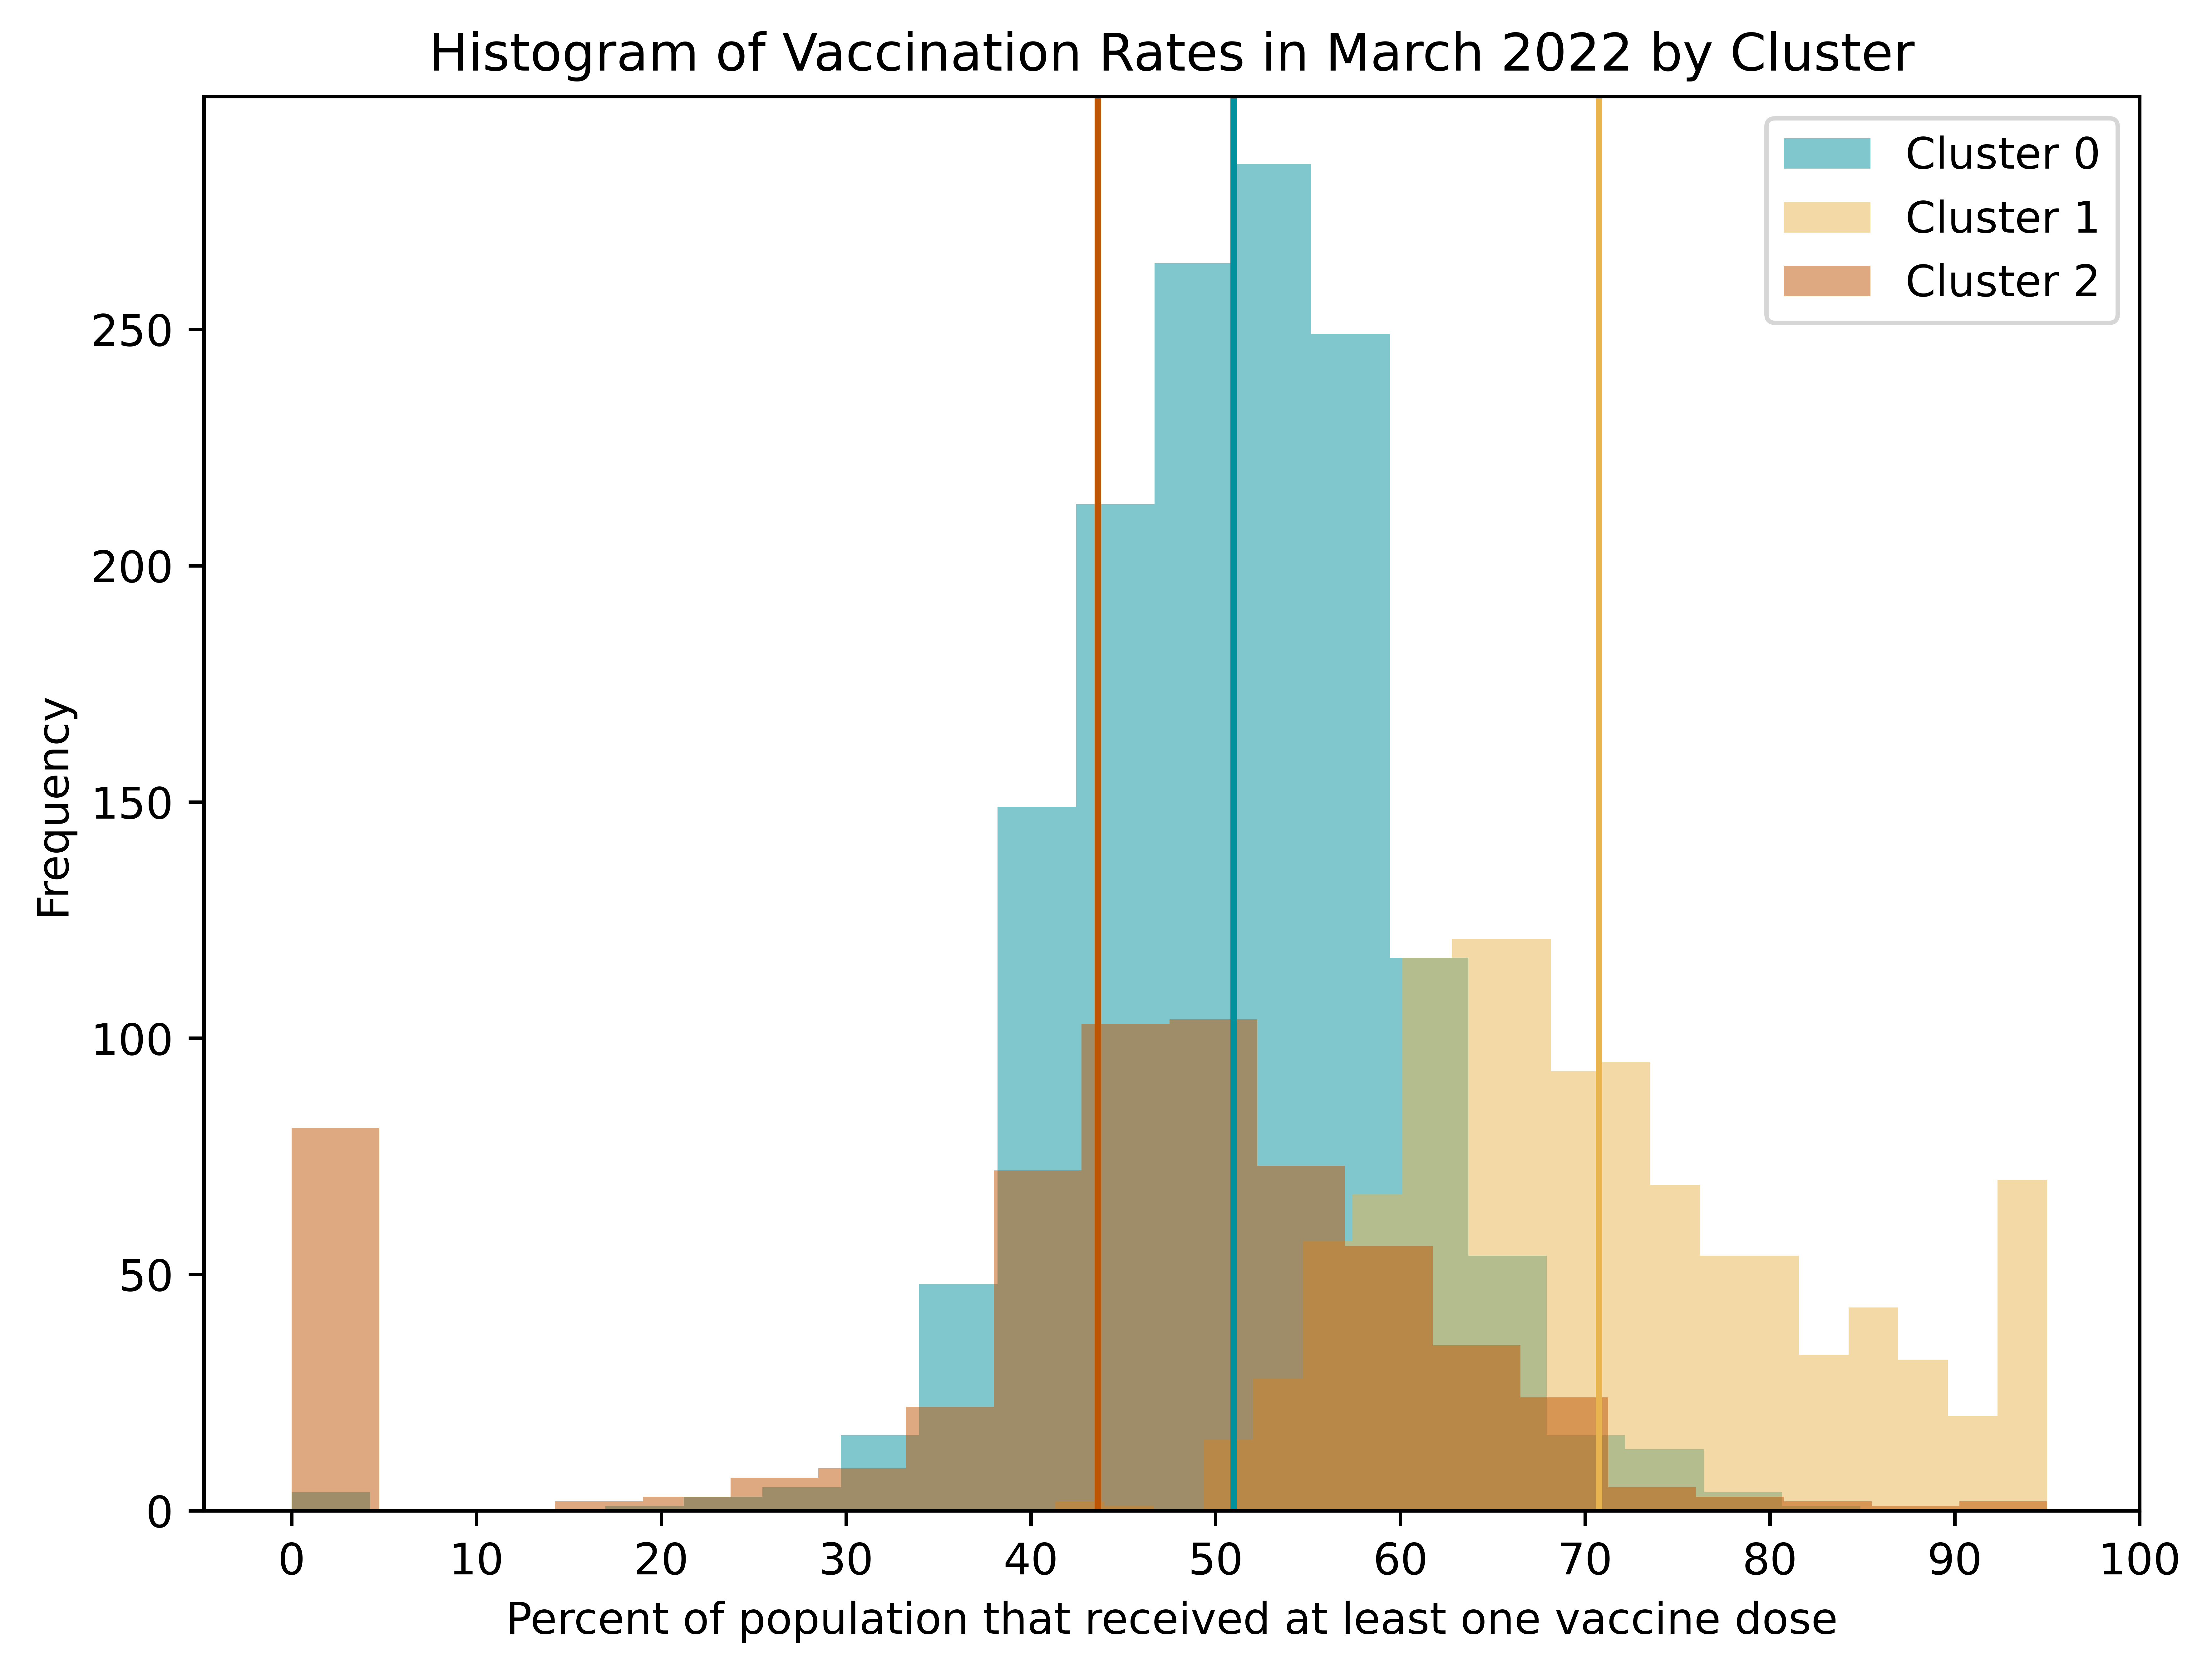 Histogram of Vaccination Rates in March 2022 by Cluster
Cluster 0
Cluster 1
Cluster 2
Frequency
250
200
150
100
50
0
0 10 20 30 40 50 60 70 80 90 100
Percent of population that received at least one vaccine dose